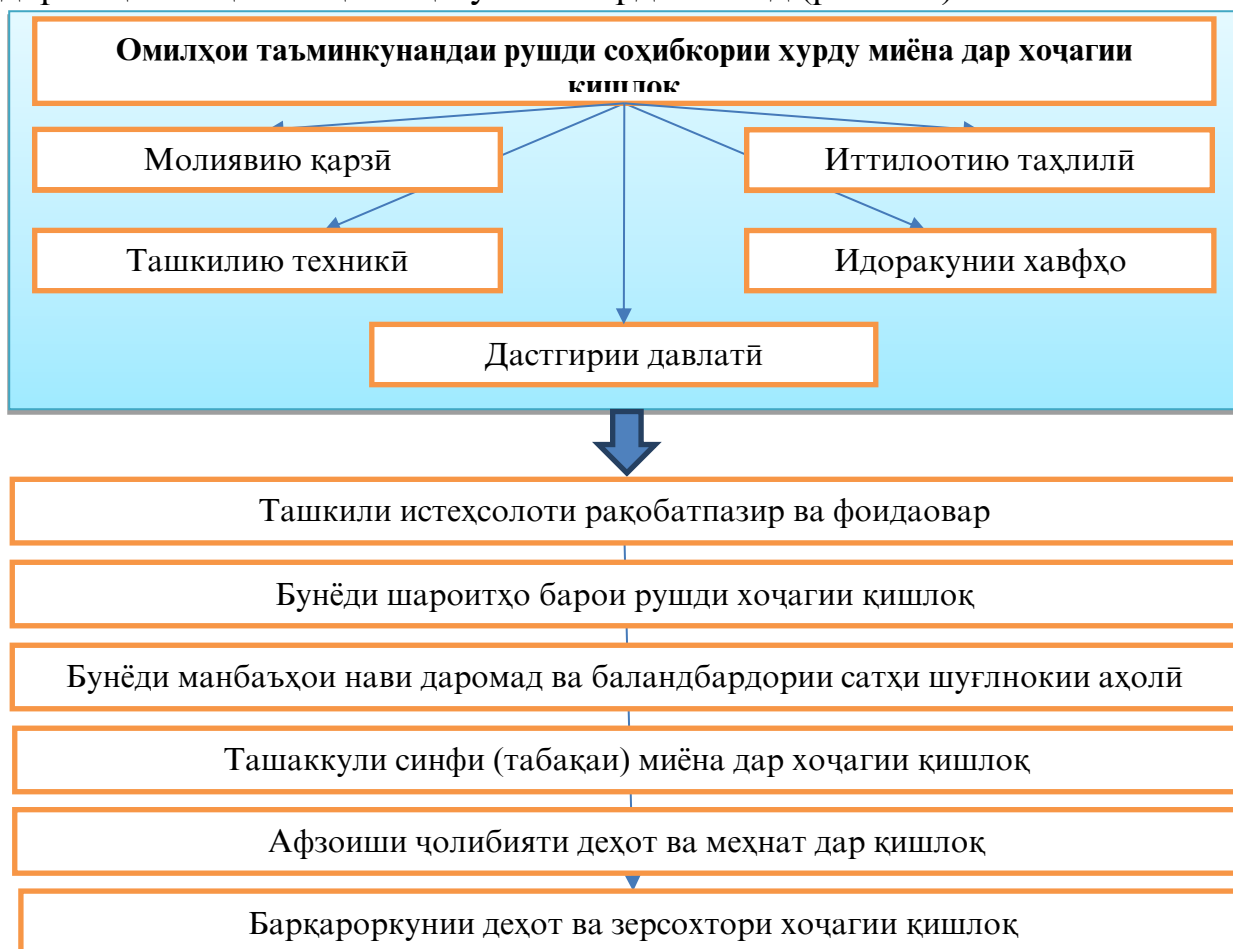 Омилҳои таъминкунандаи рушди соҳибкории хурду миёна дар хоҷагии
қишлоқ
Молиявию қарзӣ
Иттилоотию таҳлилӣ
Ташкилию техникӣ
Идоракунии хавфҳо
Дастгирии давлатӣ
Ташкили истеҳсолоти рақобатпазир ва фоидаовар
Бунёди шароитҳо барои рушди хоҷагии қишлоқ
Бунёди манбаъҳои нави даромад ва баландбардории сатҳи шуғлнокии аҳолӣ
Ташаккули синфи (табақаи) миёна дар хоҷагии қишлоқ
Афзоиши ҷолибияти деҳот ва меҳнат дар қишлоқ
Барқароркунии деҳот ва зерсохтори хоҷагии қишлоқ